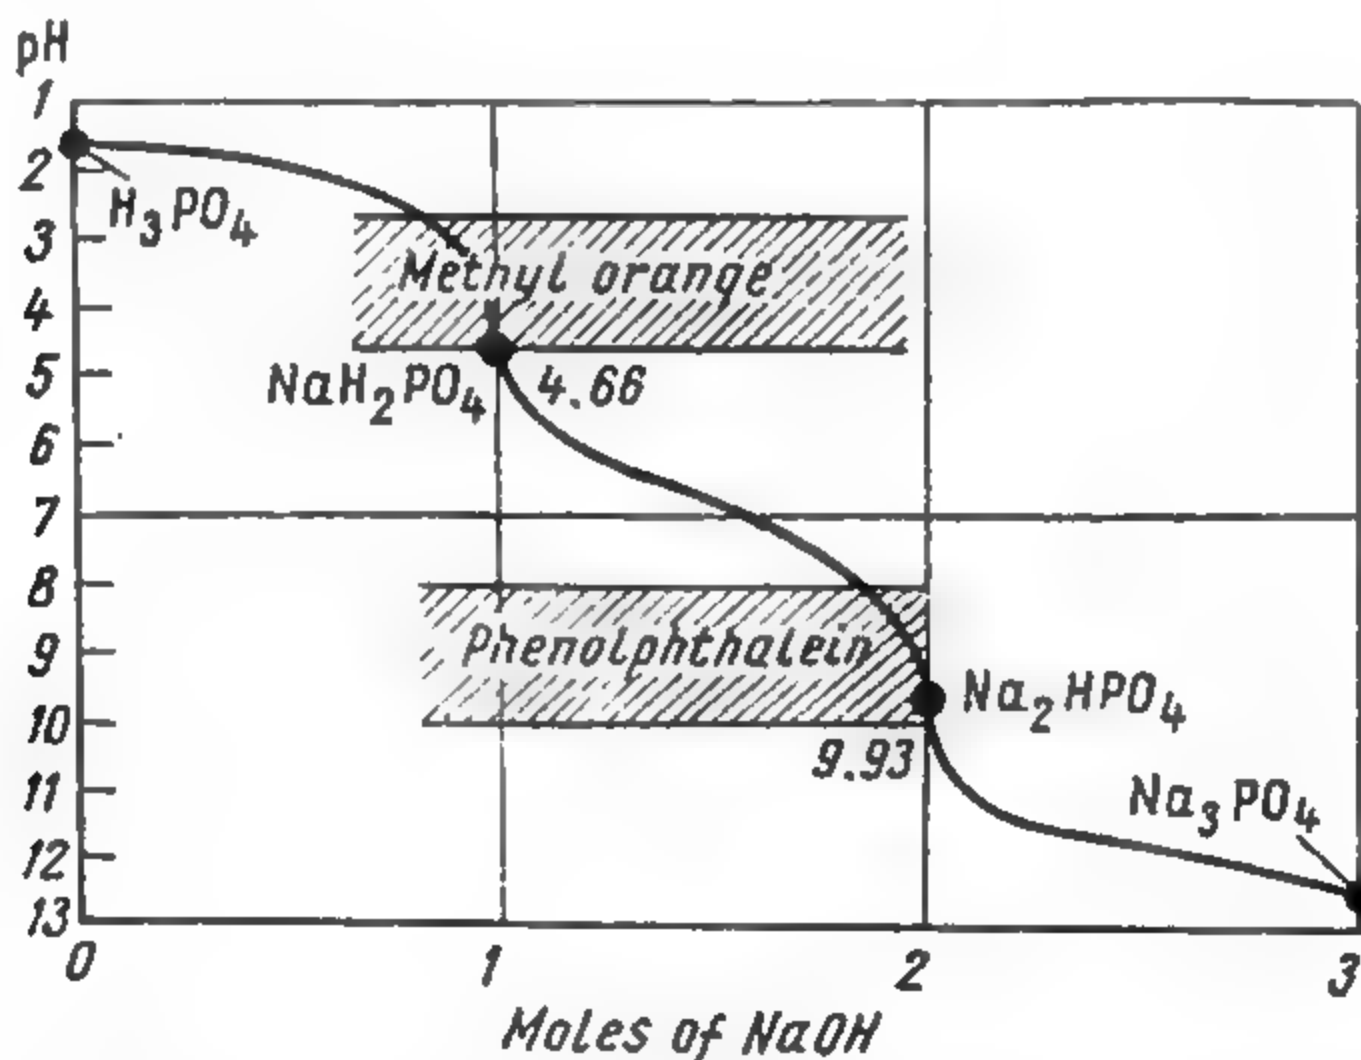 pH
1
2
H₃PO₄
3
Methyl orange
4
NaH₂PO₄ 4.66
5
6
7
8
Phenolphthalein
9
Na₂HPO₄
10
9.93
11
Na₃PO₄
12
13
0 1 2 3
Moles of NaOH